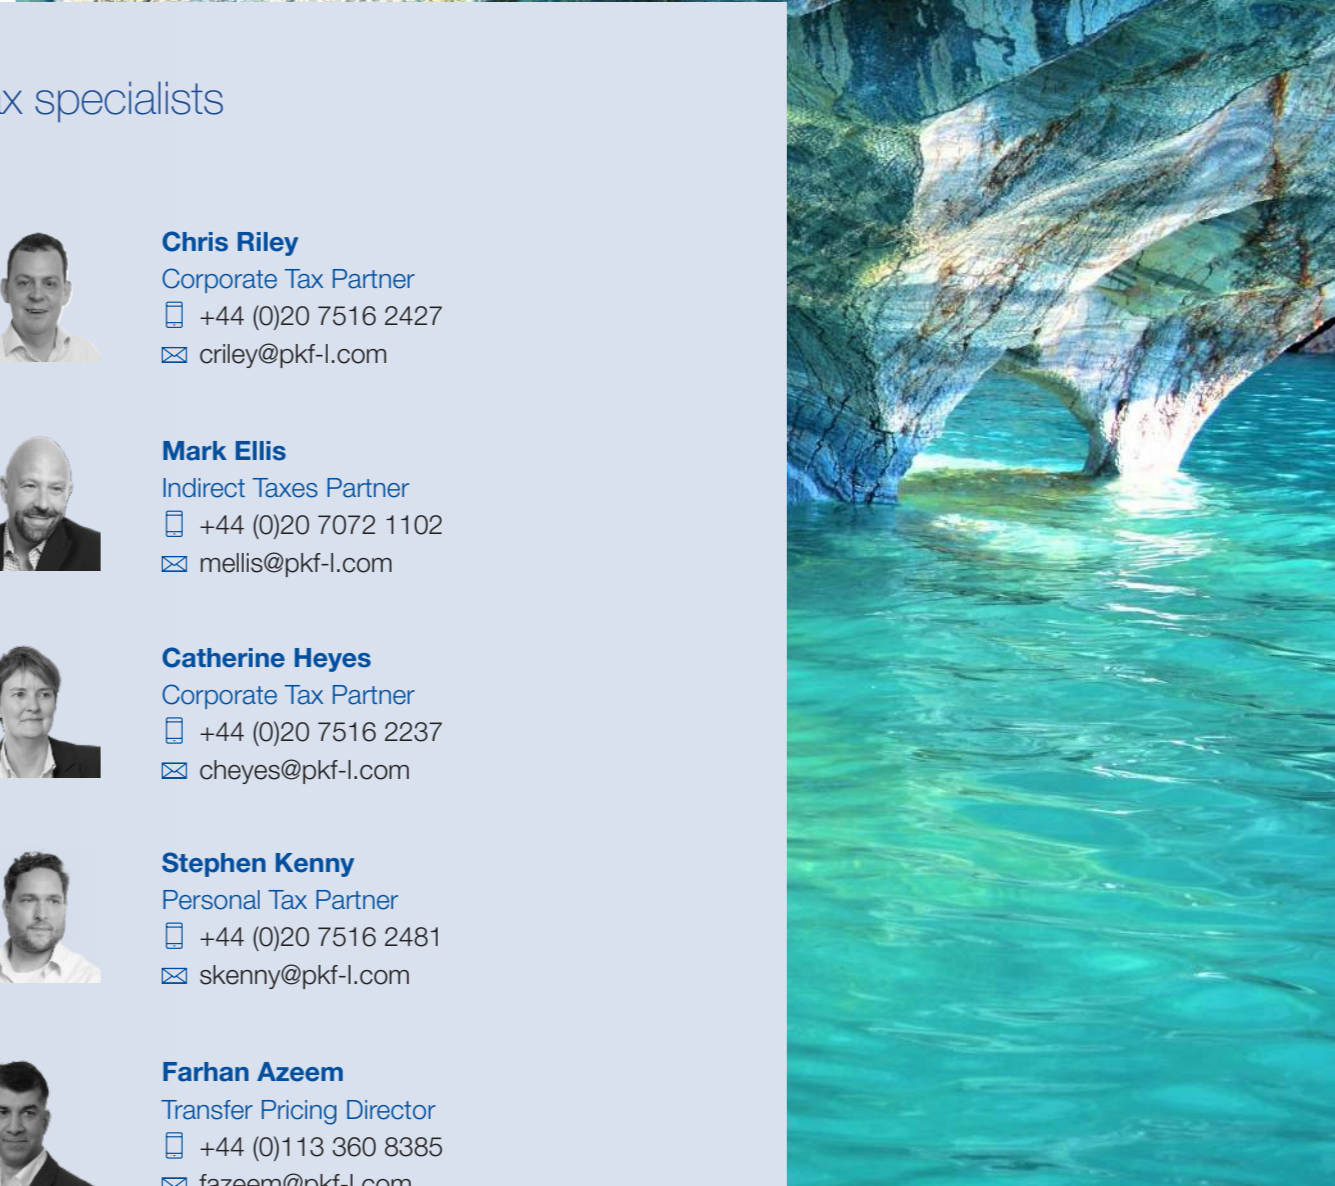 specialists
Chris Riley
Corporate Tax Partner
+44 (0)20 7516 2427
criley@pkf-l.com
Mark Ellis
Indirect Taxes Partner
+44 (0)20 7072 1102
mellis@pkf-l.com
Catherine Heyes
Corporate Tax Partner
+44 (0)20 7516 2237
cheyes@pkf-l.com
Stephen Kenny
Personal Tax Partner
+44 (0)20 7516 2481
skenny@pkf-l.com
Farhan Azeem
Transfer Pricing Director
+44 (0)113 360 8385
fazeem@pkf-l.com